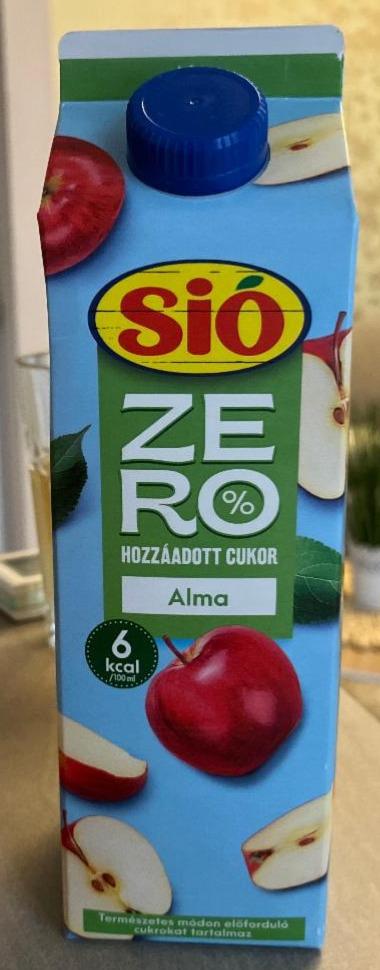 SIÓ
ZE
RO
%
HOZZÁADOTT CUKOR
Alma
6
kcal
/100 ml
Természetes módon előforduló
cukrokat tartalmaz